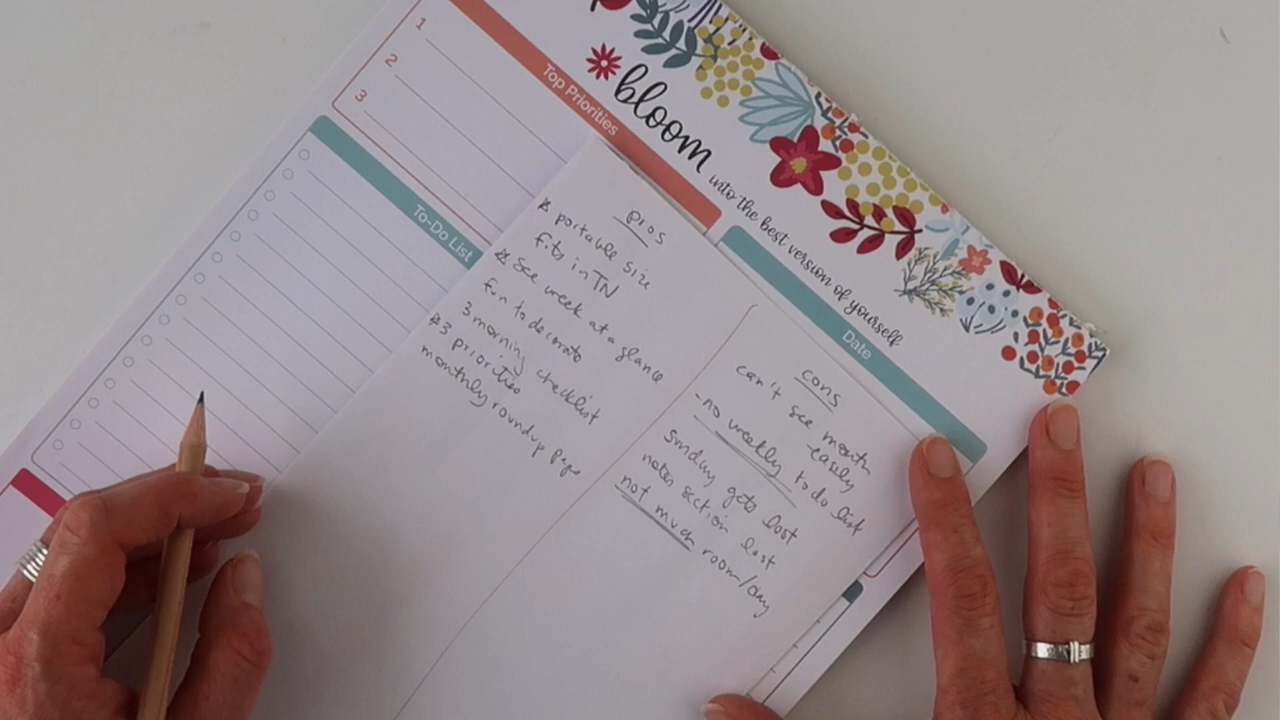 bloom
into the best version of yourself
Top Priorities
1
2
3
To-Do List
Date
pros
* portable size
fits in TN
* See week at a glance
fun to decorate
3 morning checklist
* 3 priorities
monthly roundup page
cons
can't see month
easily
- no weekly to do list
Sunday gets lost
notes section lost
not much room/day